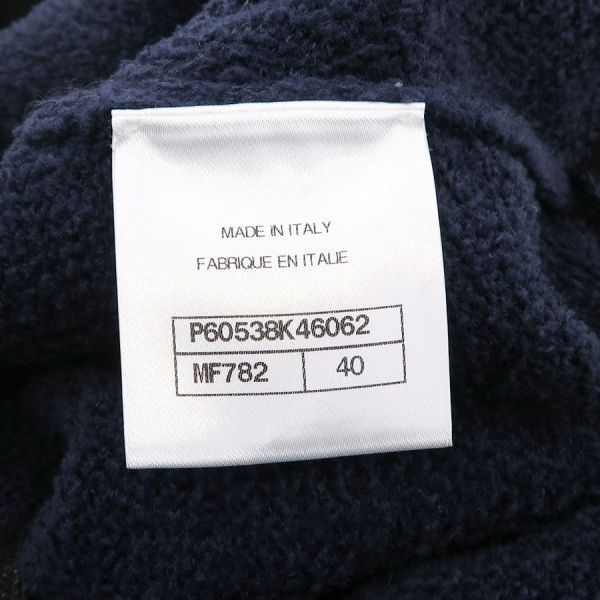 MADE IN ITALY
FABRIQUE EN ITALIE
P60538K46062
MF782 40